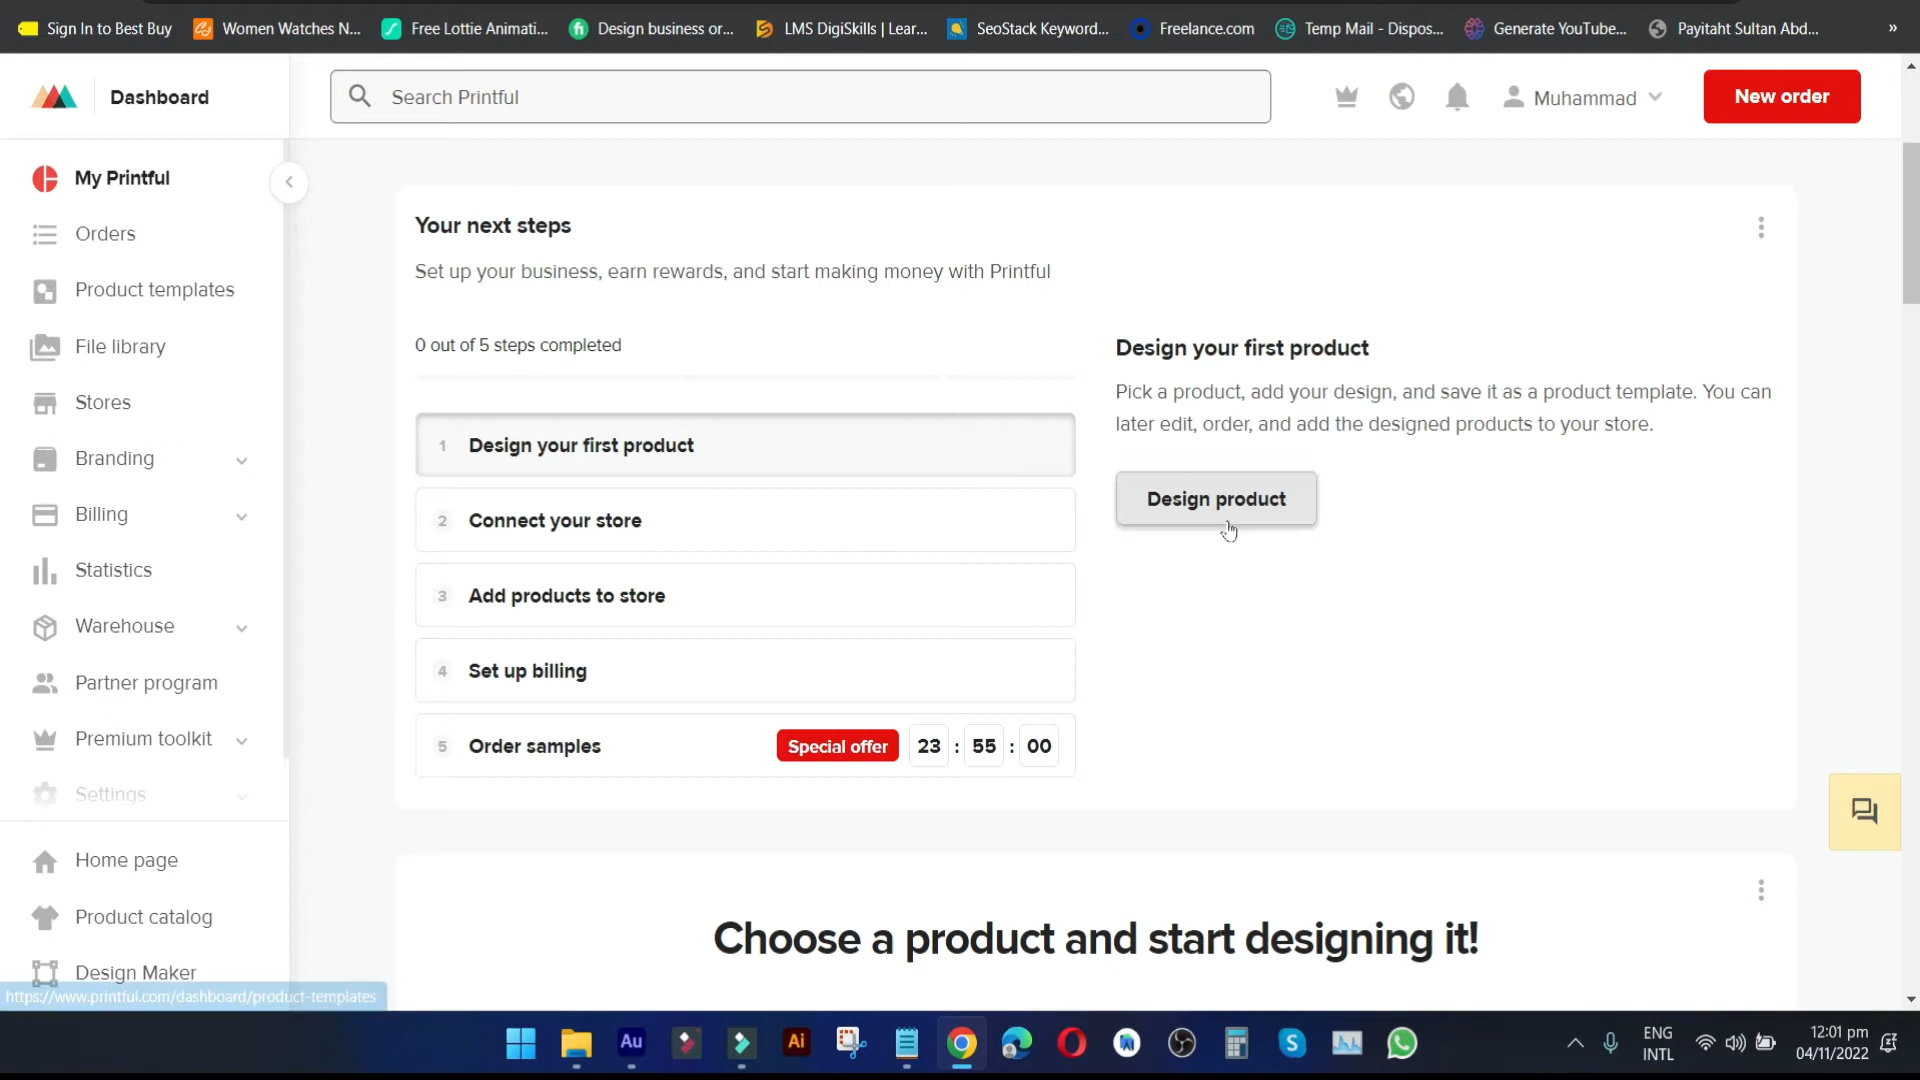 Sign In to Best Buy
Women Watches N...
Free Lottie Animati...
Design business or...
LMS DigiSkills | Lear...
SeoStack Keyword...
Freelance.com
Temp Mail - Dispos...
Generate YouTube...
Payitaht Sultan Abd...
»
Dashboard
Search Printful
Muhammad
New order
My Printful
Orders
Product templates
File library
Stores
Branding
Billing
Statistics
Warehouse
Partner program
Premium toolkit
Settings
Home page
Product catalog
Design Maker
https://www.printful.com/dashboard/product-templates
Your next steps
Set up your business, earn rewards, and start making money with Printful
0 out of 5 steps completed
1 Design your first product
2 Connect your store
3 Add products to store
4 Set up billing
5 Order samples Special offer 23 : 55 : 00
Design your first product
Pick a product, add your design, and save it as a product template. You can
later edit, order, and add the designed products to your store.
Design product
Choose a product and start designing it!
Au
Ai
ENG
INTL
12:01 pm
04/11/2022